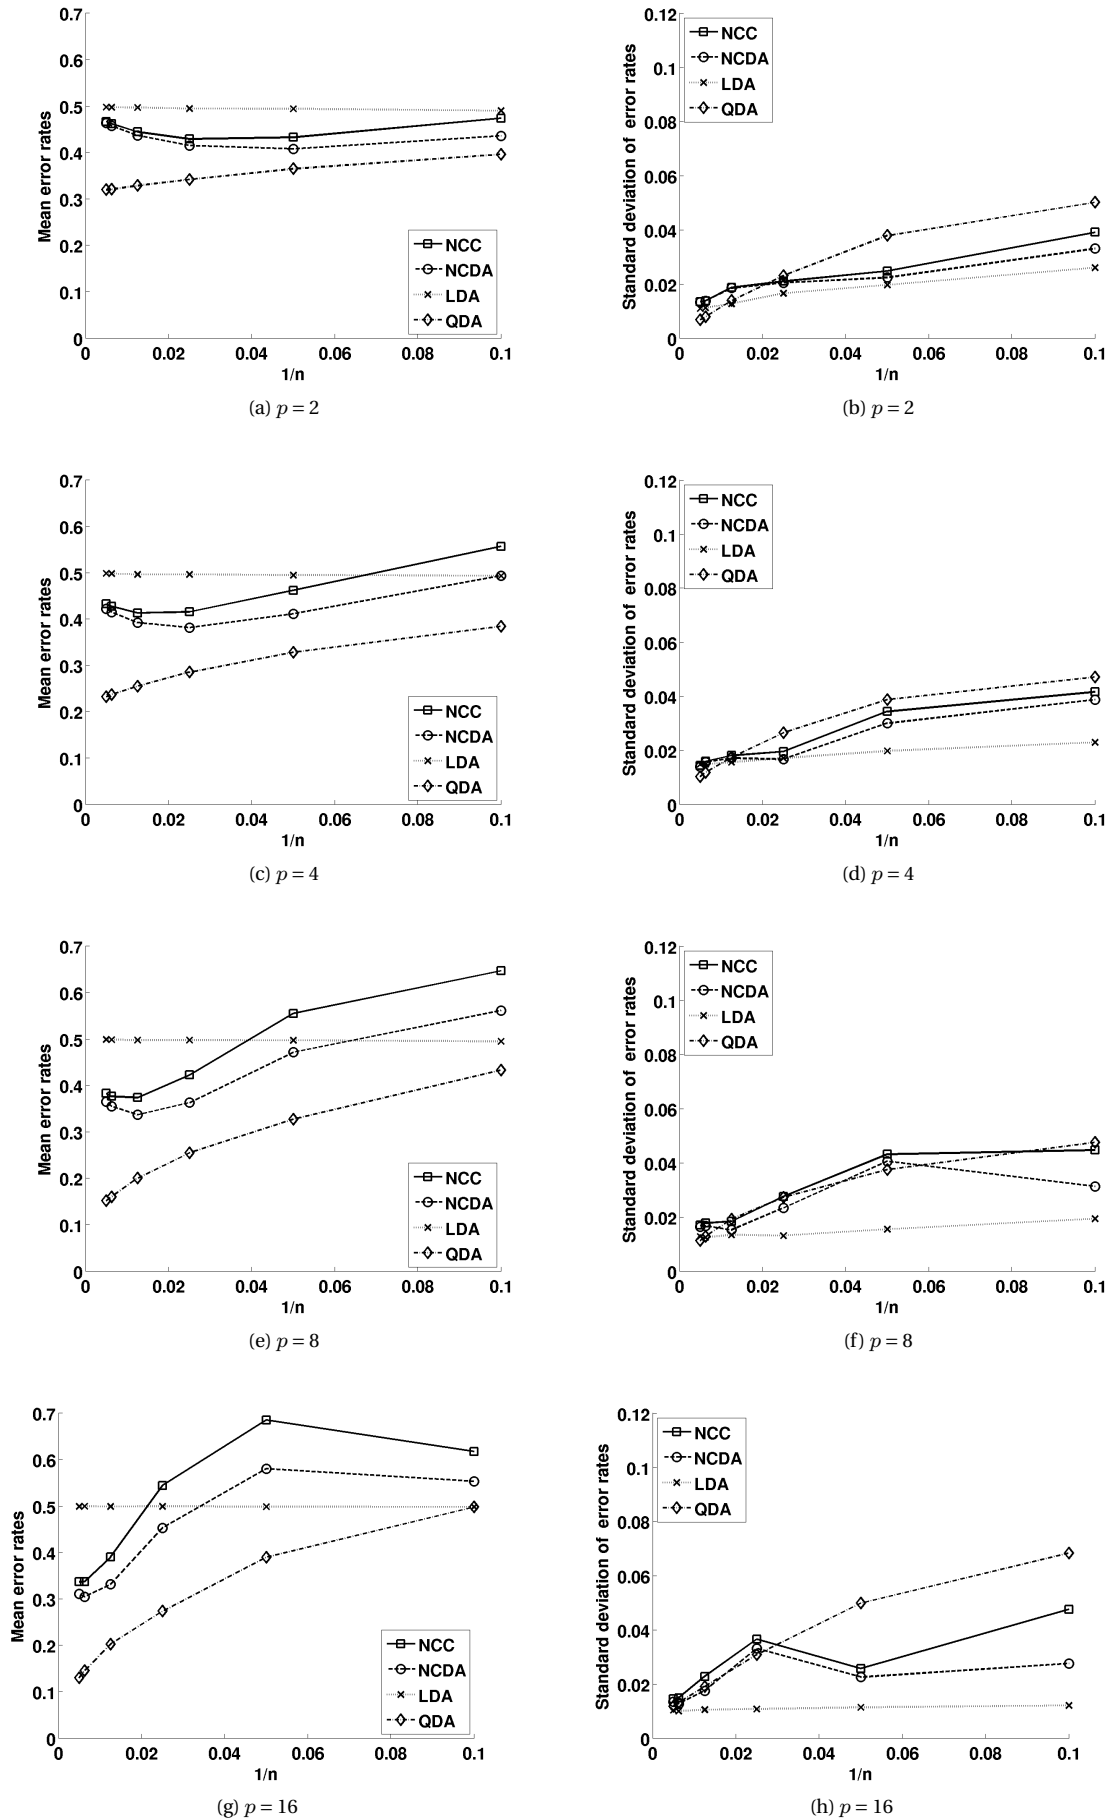 0.7
0.6
0.5
0.4
0.3
0.2
0.1
0
Mean error rates
NCC
NCDA
LDA
QDA
0 0.02 0.04 0.06 0.08 0.1
1/n
(a) p = 2
0.12
0.1
0.08
0.06
0.04
0.02
0
Standard deviation of error rates
NCC
NCDA
LDA
QDA
0 0.02 0.04 0.06 0.08 0.1
1/n
(b) p = 2
0.7
0.6
0.5
0.4
0.3
0.2
0.1
0
Mean error rates
NCC
NCDA
LDA
QDA
0 0.02 0.04 0.06 0.08 0.1
1/n
(c) p = 4
0.12
0.1
0.08
0.06
0.04
0.02
0
Standard deviation of error rates
NCC
NCDA
LDA
QDA
0 0.02 0.04 0.06 0.08 0.1
1/n
(d) p = 4
0.7
0.6
0.5
0.4
0.3
0.2
0.1
0
Mean error rates
NCC
NCDA
LDA
QDA
0 0.02 0.04 0.06 0.08 0.1
1/n
(e) p = 8
0.12
0.1
0.08
0.06
0.04
0.02
0
Standard deviation of error rates
NCC
NCDA
LDA
QDA
0 0.02 0.04 0.06 0.08 0.1
1/n
(f) p = 8
0.7
0.6
0.5
0.4
0.3
0.2
0.1
0
Mean error rates
NCC
NCDA
LDA
QDA
0 0.02 0.04 0.06 0.08 0.1
1/n
(g) p = 16
0.12
0.1
0.08
0.06
0.04
0.02
0
Standard deviation of error rates
NCC
NCDA
LDA
QDA
0 0.02 0.04 0.06 0.08 0.1
1/n
(h) p = 16